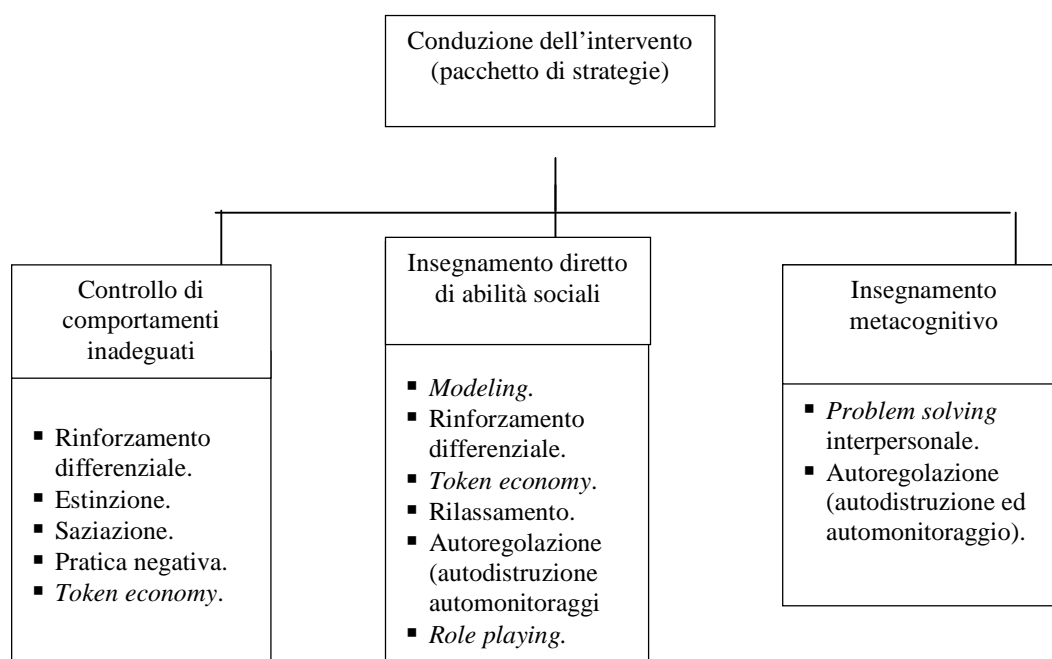 Conduzione dell’intervento
(pacchetto di strategie)
Controllo di
comportamenti
inadeguati
▪ Rinforzamento
differenziale.
▪ Estinzione.
▪ Saziazione.
▪ Pratica negativa.
▪ Token economy.
Insegnamento diretto
di abilità sociali
▪ Modeling.
▪ Rinforzamento
differenziale.
▪ Token economy.
▪ Rilassamento.
▪ Autoregolazione
(autodistruzione
automonitoraggi
▪ Role playing.
Insegnamento
metacognitivo
▪ Problem solving
interpersonale.
▪ Autoregolazione
(autodistruzione ed
automonitoraggio).